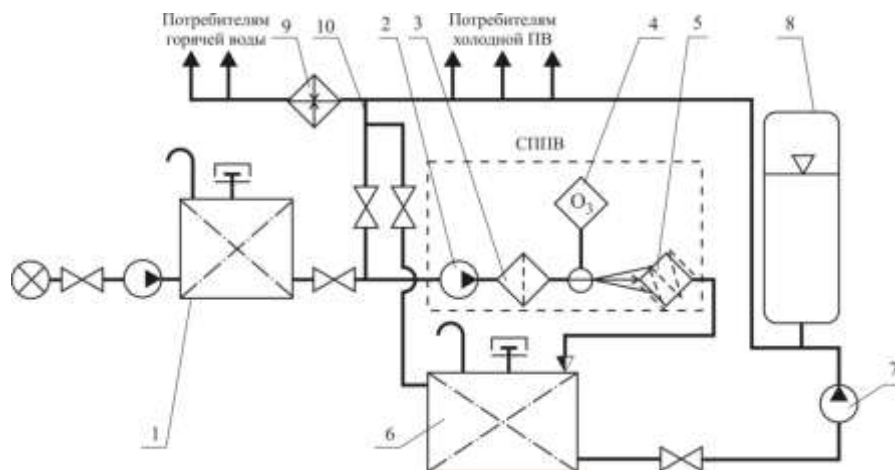 Потребителям
горячей воды
9
10
Потребителям
холодной ПВ
2
3
4
5
8
СППВ
O₃
1
6
7